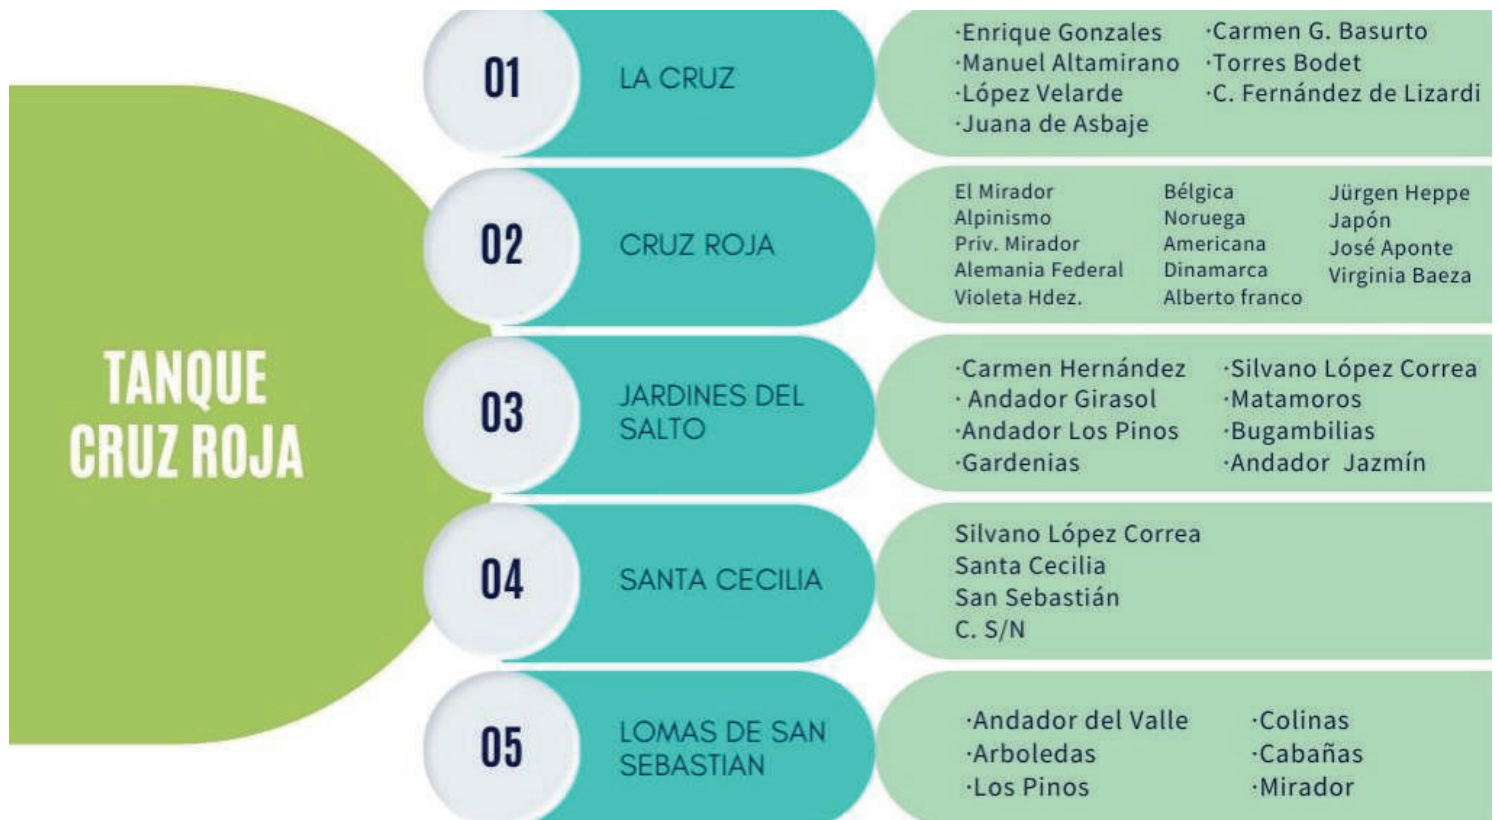 TANQUE
CRUZ ROJA
01
LA CRUZ
·Enrique Gonzales
·Manuel Altamirano
·López Velarde
·Juana de Asbaje
·Carmen G. Basurto
·Torres Bodet
·C. Fernández de Lizardi
02
CRUZ ROJA
El Mirador
Alpinismo
Priv. Mirador
Alemania Federal
Violeta Hdez.
Bélgica
Noruega
Americana
Dinamarca
Alberto franco
Jürgen Heppe
Japón
José Aponte
Virginia Baeza
03
JARDINES DEL
SALTO
·Carmen Hernández
· Andador Girasol
·Andador Los Pinos
·Gardenias
·Silvano López Correa
·Matamoros
·Bugambilias
·Andador  Jazmín
04
SANTA CECILIA
Silvano López Correa
Santa Cecilia
San Sebastián
C. S/N
05
LOMAS DE SAN
SEBASTIAN
·Andador del Valle
·Arboledas
·Los Pinos
·Colinas
·Cabañas
·Mirador